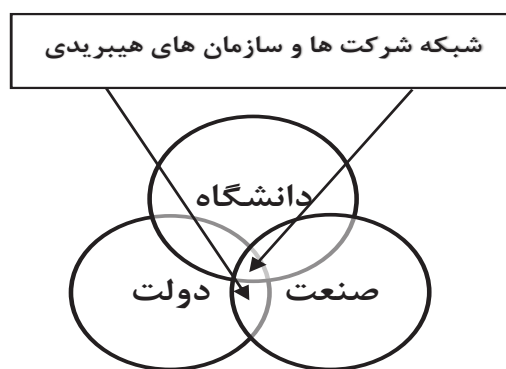 شبکه شرکت ها و سازمان های هیبریدی
دانشگاه
صنعت
دولت